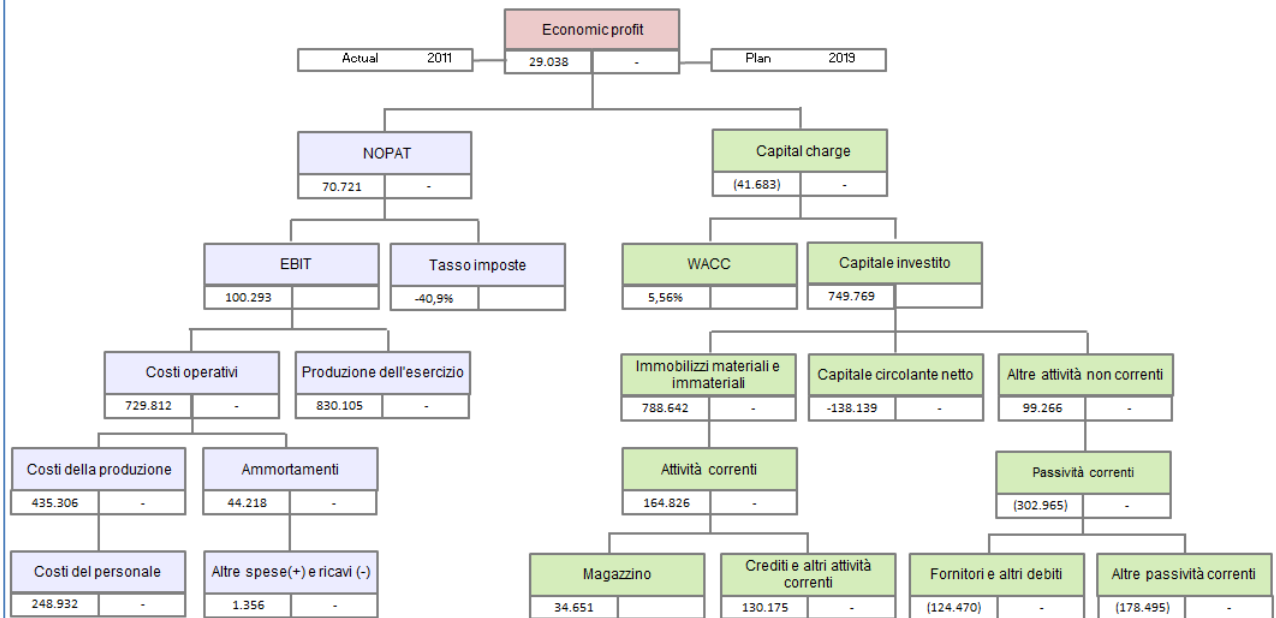 Economic profit
Actual 2011
29.038 -
Plan 2019
NOPAT
70.721 -
Capital charge
(41.683) -
EBIT
100.293
Tasso imposte
-40,9%
WACC
5,56%
Capitale investito
749.769
Costi operativi
729.812 -
Produzione dell'esercizio
830.105 -
Immobilizzi materiali e
immateriali
788.642 -
Capitale circolante netto
-138.139 -
Altre attività non correnti
99.266 -
Costi della produzione
435.306 -
Ammortamenti
44.218 -
Attività correnti
164.826 -
Passività correnti
(302.965) -
Costi del personale
248.932 -
Altre spese(+) e ricavi (-)
1.356 -
Magazzino
34.651
Crediti e altri attività
correnti
130.175 -
Fornitori e altri debiti
(124.470) -
Altre passività correnti
(178.495) -